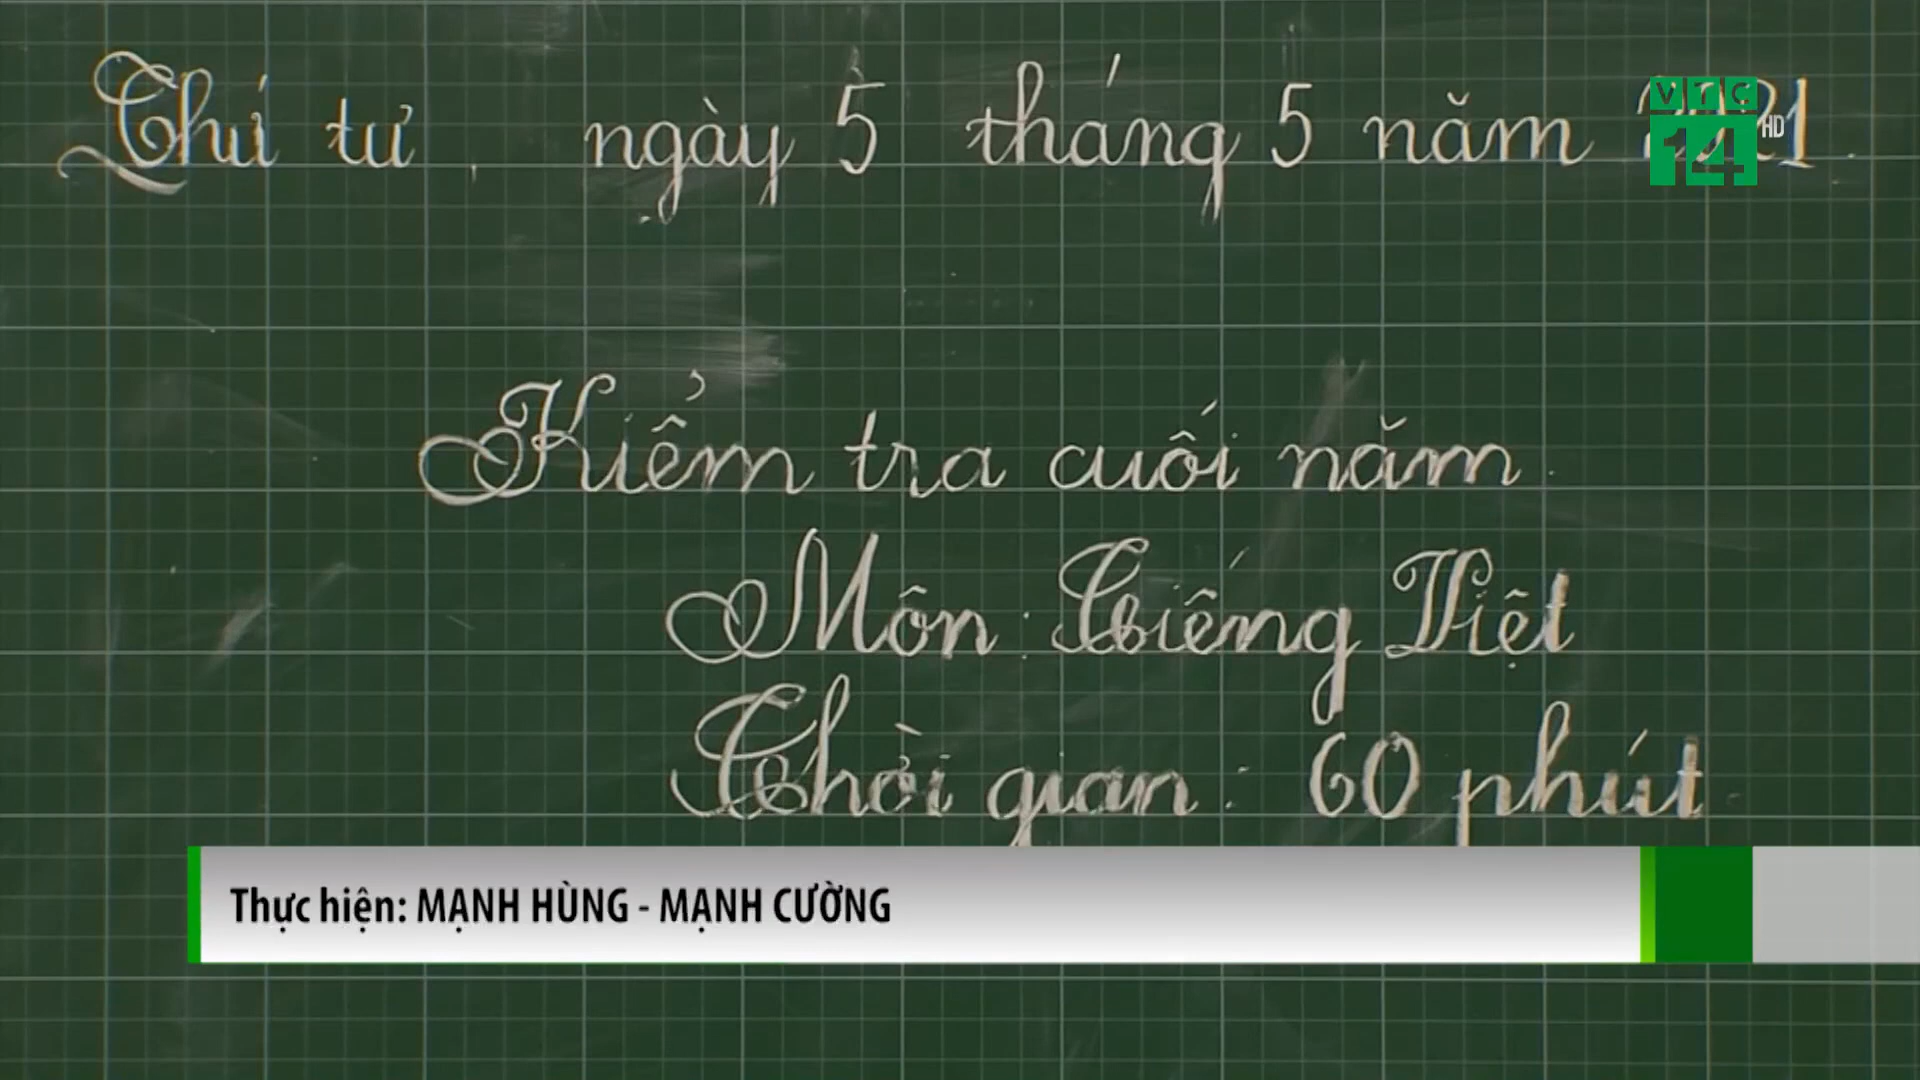 Thứ tư, ngày 5 tháng 5 năm 2021
VTC
14 HD
Kiểm tra cuối năm
Môn: Tiếng Việt
Thời gian: 60 phút
Thực hiện: MẠNH HÙNG - MẠNH CƯỜNG